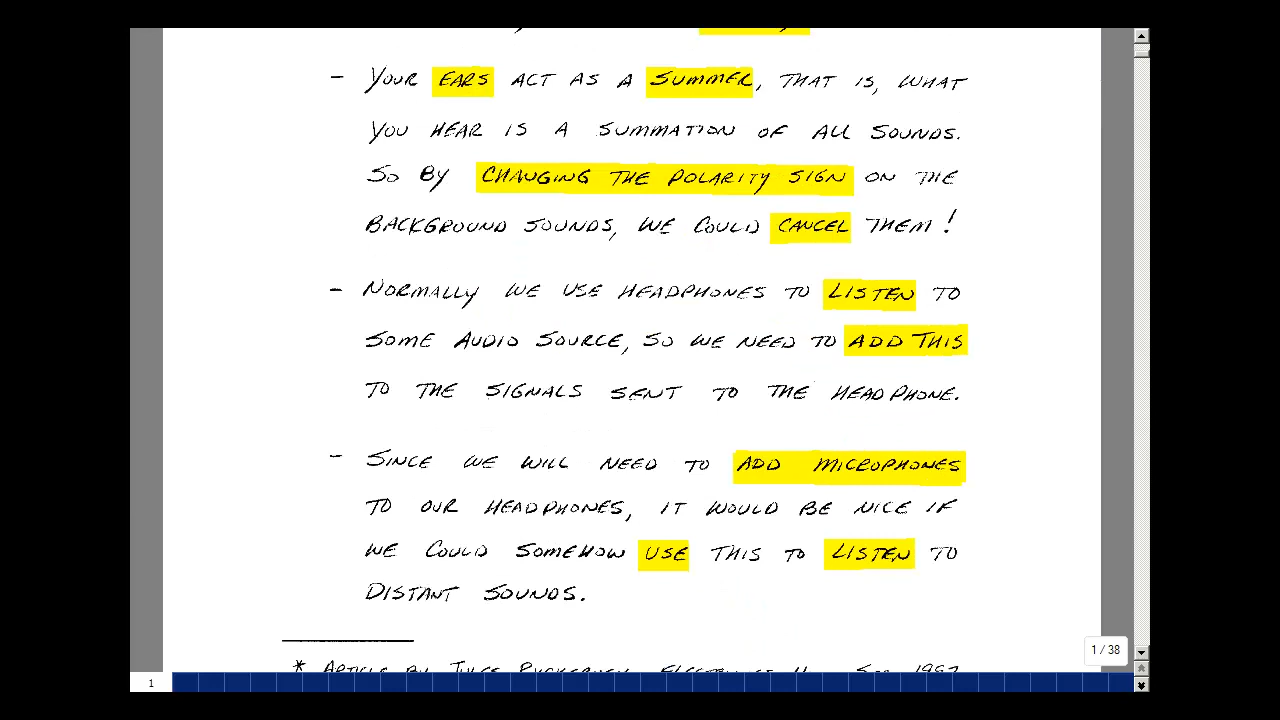 - YOUR EARS ACT AS A SUMMER, THAT IS, WHAT
YOU HEAR IS A SUMMATION OF ALL SOUNDS.
SO BY CHANGING THE POLARITY SIGN ON THE
BACKGROUND SOUNDS, WE COULD CANCEL THEM!
- NORMALLY WE USE HEADPHONES TO LISTEN TO
SOME AUDIO SOURCE, SO WE NEED TO ADD THIS
TO THE SIGNALS SENT TO THE HEADPHONE.
- SINCE WE WILL NEED TO ADD MICROPHONES
TO OUR HEADPHONES, IT WOULD BE NICE IF
WE COULD SOMEHOW USE THIS TO LISTEN TO
DISTANT SOUNDS.
* ARTICLE BY JULES
1 / 38
1